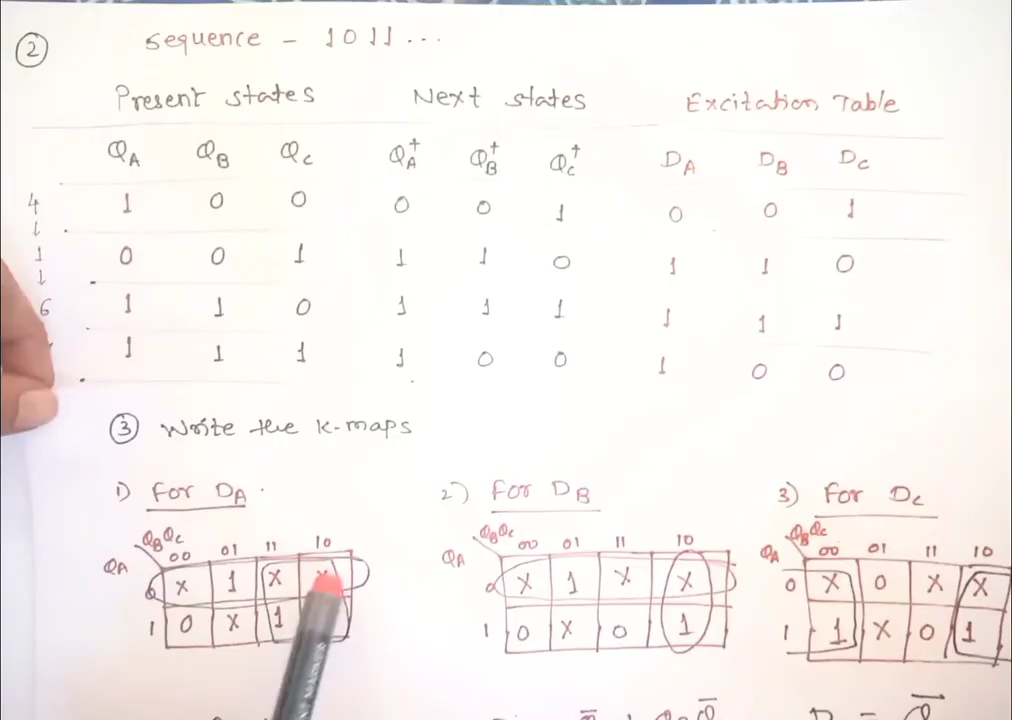 ② Sequence - 1011...
Present states Next states Excitation Table
QA QB QC QA⁺ QB⁺ QC⁺ DA DB DC
4 1 0 0 0 0 1 0 0 1
↓
1 0 0 1 1 1 0 1 1 0
↓
6 1 1 0 1 1 1 1 1 1
1 1 1 1 0 0 1 0 0
③ Write the K-maps
1) For DA 2) For DB 3) For DC
QBQC QBQC QBQC
QA 00 01 11 10 QA 00 01 11 10 QA 00 01 11 10
0 X 1 X X 0 X 1 X X 0 X 0 X X
1 0 X 1 1 0 X 0 1 1 1 X 0 1